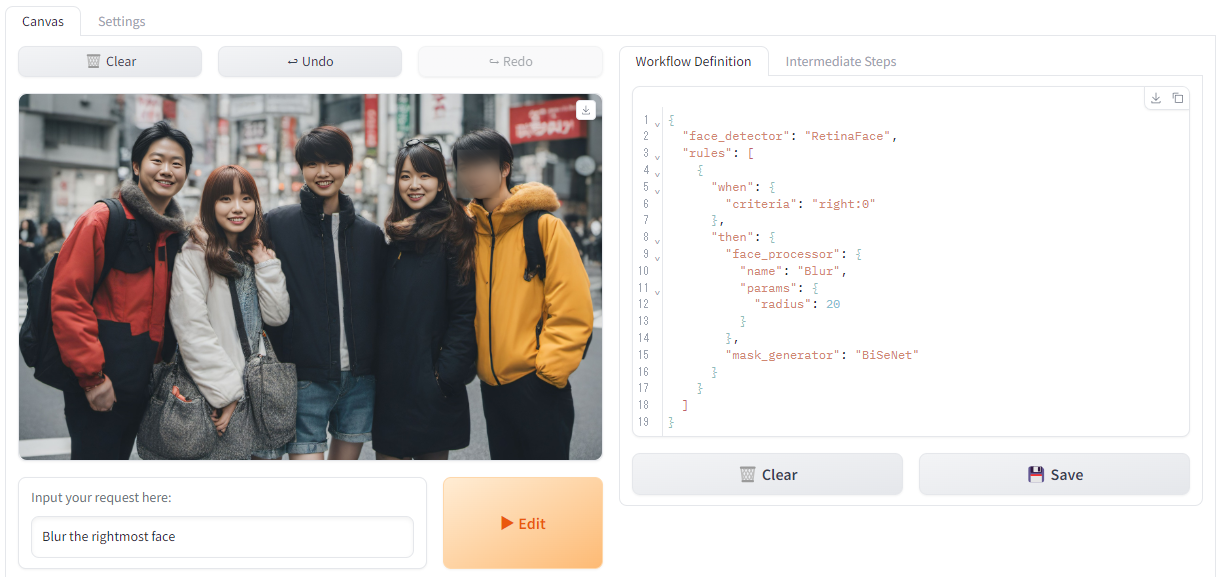 Canvas
Settings
🗑️ Clear
↩ Undo
↪ Redo
Workflow Definition
Intermediate Steps
1 {
2 "face_detector": "RetinaFace",
3 "rules": [
4 {
5 "when": {
6 "criteria": "right:0"
7 },
8 "then": {
9 "face_processor": {
10 "name": "Blur",
11 "params": {
12 "radius": 20
13 }
14 },
15 "mask_generator": "BiSeNet"
16 }
17 }
18 ]
19 }
🗑️ Clear
💾 Save
Input your request here:
Blur the rightmost face
▶ Edit